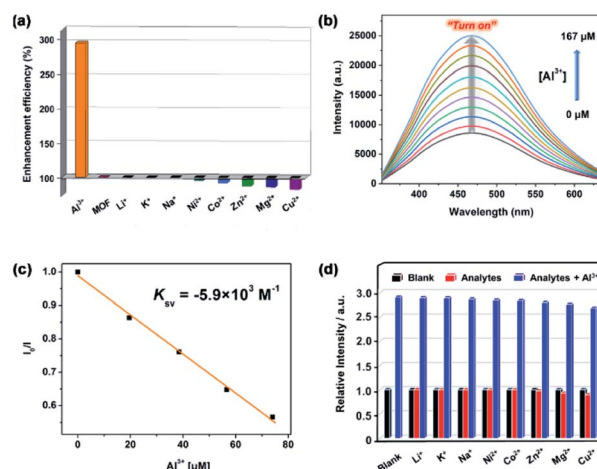 (a)
Enhancement efficiency (%)
300
250
200
150
100
Al³⁺ MOF Li⁺ K⁺ Na⁺ Ni²⁺ Co²⁺ Zn²⁺ Mg²⁺ Cu²⁺
(b)
"Turn on"
167 μM
[Al³⁺]
0 μM
Intensity (a.u.)
25000
20000
15000
10000
5000
0
400 450 500 550 600
Wavelength (nm)
(c)
K_sv = -5.9×10³ M⁻¹
I₀/I
1.0
0.9
0.8
0.7
0.6
0 20 40 60 80
Al³⁺ [μM]
(d)
Blank Analytes Analytes + Al³⁺
Relative Intensity / a.u.
3.0
2.5
2.0
1.5
1.0
0.5
0
Blank Li⁺ K⁺ Na⁺ Ni²⁺ Co²⁺ Zn²⁺ Mg²⁺ Cu²⁺